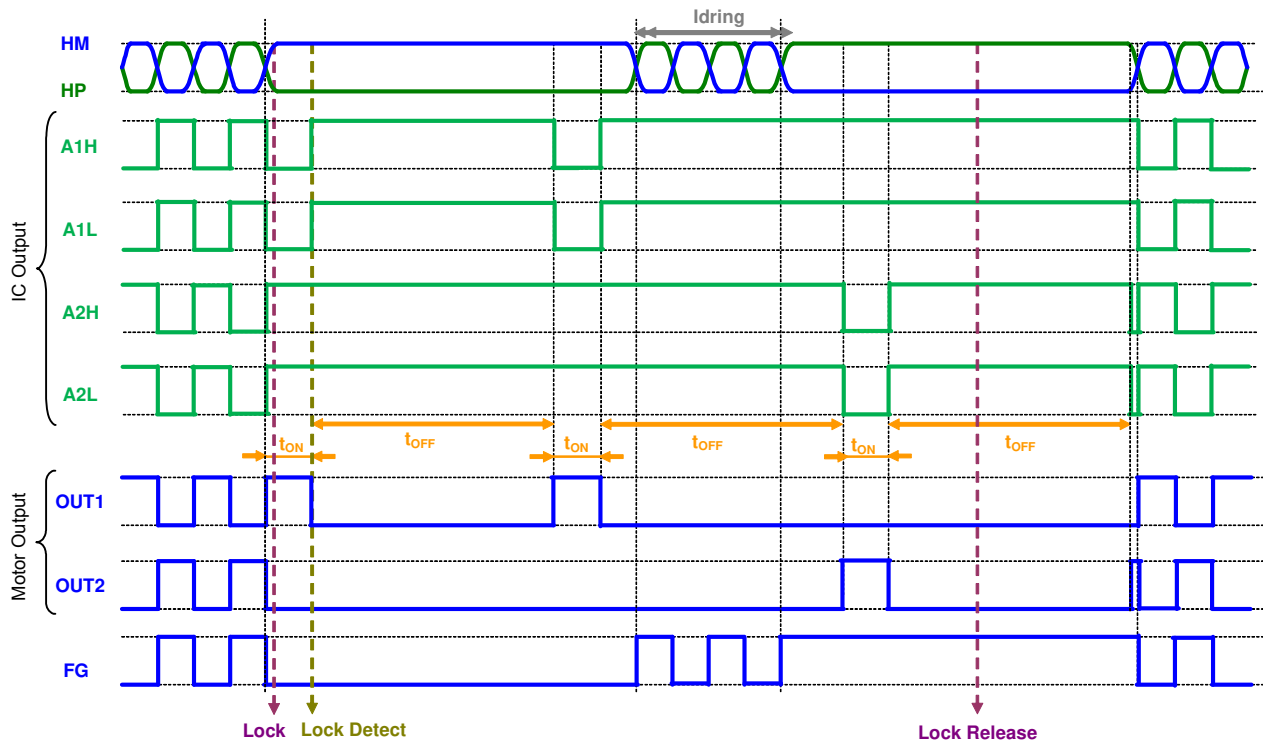 Idring
HM
HP
A1H
A1L
A2H
A2L
IC Output
tON
tOFF
tON
tOFF
tON
tOFF
OUT1
OUT2
Motor Output
FG
Lock
Lock Detect
Lock Release